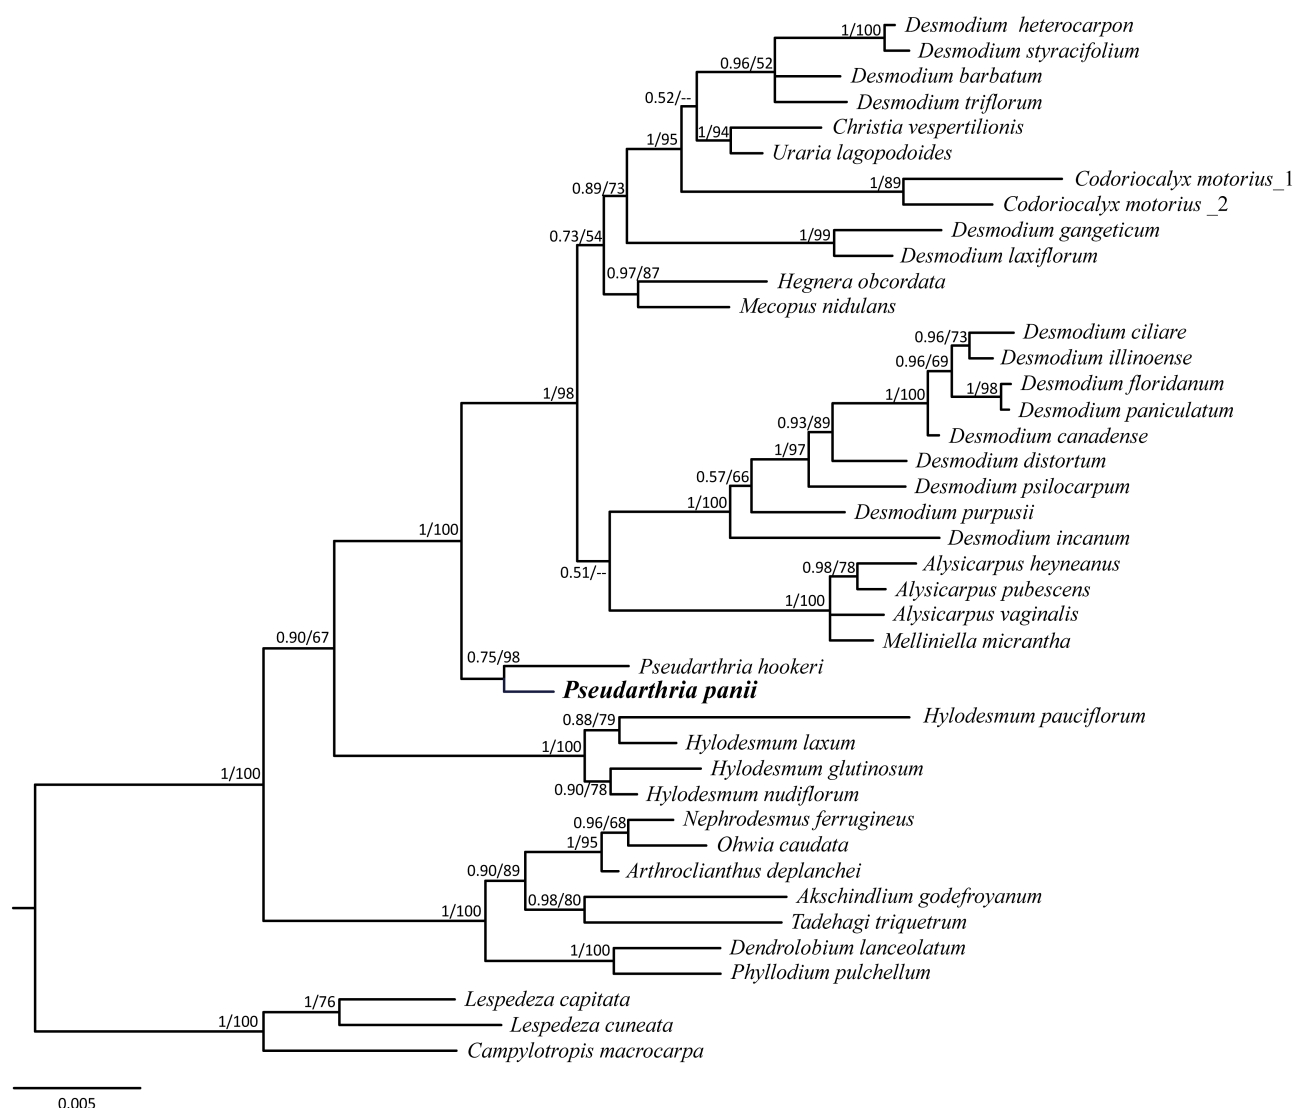 Desmodium heterocarpon
1/100
Desmodium styracifolium
0.96/52
Desmodium barbatum
0.52/--
Desmodium triflorum
Christia vespertilionis
1/94
1/95
Uraria lagopodoides
Codoriocalyx motorius_1
1/89
0.89/73
Codoriocalyx motorius _2
Desmodium gangeticum
1/99
0.73/54
Desmodium laxiflorum
0.97/87
Hegnera obcordata
Mecopus nidulans
Desmodium ciliare
0.96/73
Desmodium illinoense
0.96/69
Desmodium floridanum
1/98
1/100
1/98
Desmodium paniculatum
0.93/89
Desmodium canadense
1/97
Desmodium distortum
0.57/66
Desmodium psilocarpum
1/100
Desmodium purpusii
1/100
Desmodium incanum
Alysicarpus heyneanus
0.98/78
0.51/--
Alysicarpus pubescens
1/100
Alysicarpus vaginalis
0.90/67
Melliniella micrantha
0.75/98
Pseudarthria hookeri
Pseudarthria panii
0.88/79
Hylodesmum pauciflorum
1/100
Hylodesmum laxum
1/100
Hylodesmum glutinosum
0.90/78
Hylodesmum nudiflorum
0.96/68
Nephrodesmus ferrugineus
1/95
Ohwia caudata
0.90/89
Arthroclianthus deplanchei
0.98/80
Akschindlium godefroyanum
1/100
Tadehagi triquetrum
1/100
Dendrolobium lanceolatum
Phyllodium pulchellum
1/76
Lespedeza capitata
1/100
Lespedeza cuneata
Campylotropis macrocarpa
0.005